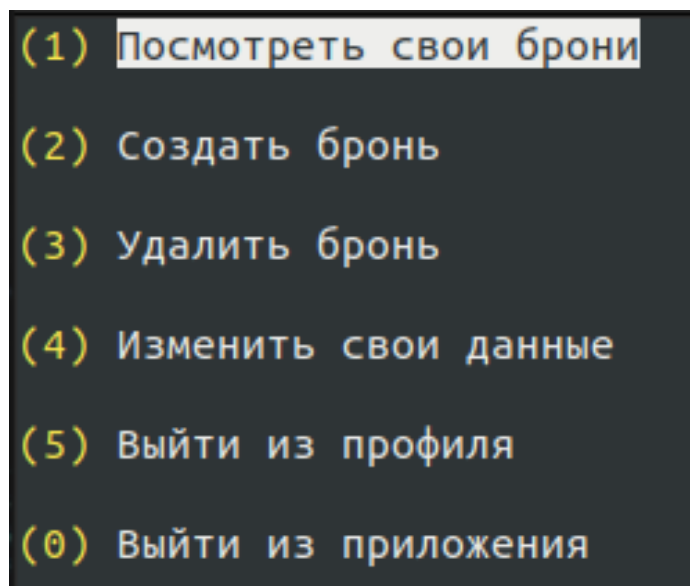 (1) Посмотреть свои брони
(2) Создать бронь
(3) Удалить бронь
(4) Изменить свои данные
(5) Выйти из профиля
(0) Выйти из приложения